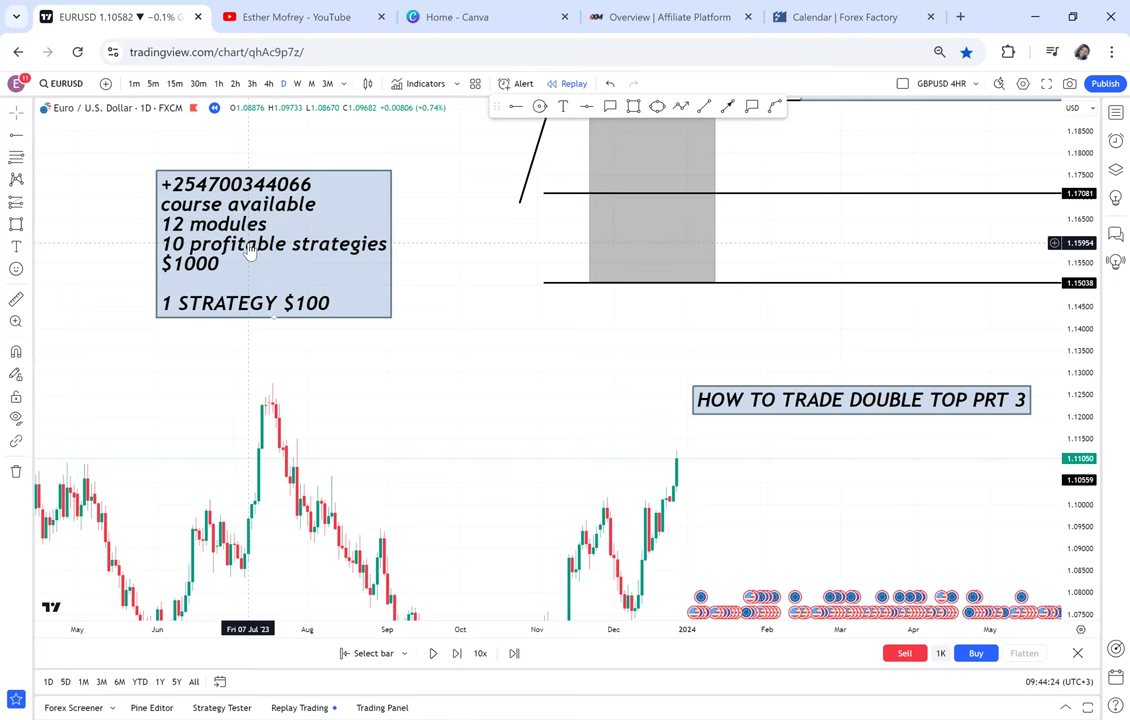 EURUSD 1.10582 ▼ −0.1% G
Esther Mofrey - YouTube
Home - Canva
Overview | Affiliate Platform
Calendar | Forex Factory
tradingview.com/chart/qhAc9p7z/
E
11
EURUSD
1m 5m 15m 30m 1h 2h 3h 4h D W M 3M
Indicators
Alert
Replay
GBPUSD 4HR
Publish
Euro / U.S. Dollar · 1D · FXCM
O1.08876 H1.09733 L1.08670 C1.09682 +0.00806 (+0.74%)
USD
+254700344066
course available
12 modules
10 profitable strategies
$1000
1 STRATEGY $100
HOW TO TRADE DOUBLE TOP PRT 3
1.18500
1.18000
1.17500
1.17081
1.16500
1.15954
1.15500
1.15038
1.14500
1.14000
1.13500
1.13000
1.12500
1.12000
1.11500
1.11050
1.10559
1.10000
1.09500
1.09000
1.08500
1.08000
1.07500
May
Jun
Fri 07 Jul '23
Aug
Sep
Oct
Nov
Dec
2024
Feb
Mar
Apr
May
Select bar
10x
Sell
1K
Buy
Flatten
1D 5D 1M 3M 6M YTD 1Y 5Y All
09:44:24 (UTC+3)
Forex Screener
Pine Editor
Strategy Tester
Replay Trading
Trading Panel